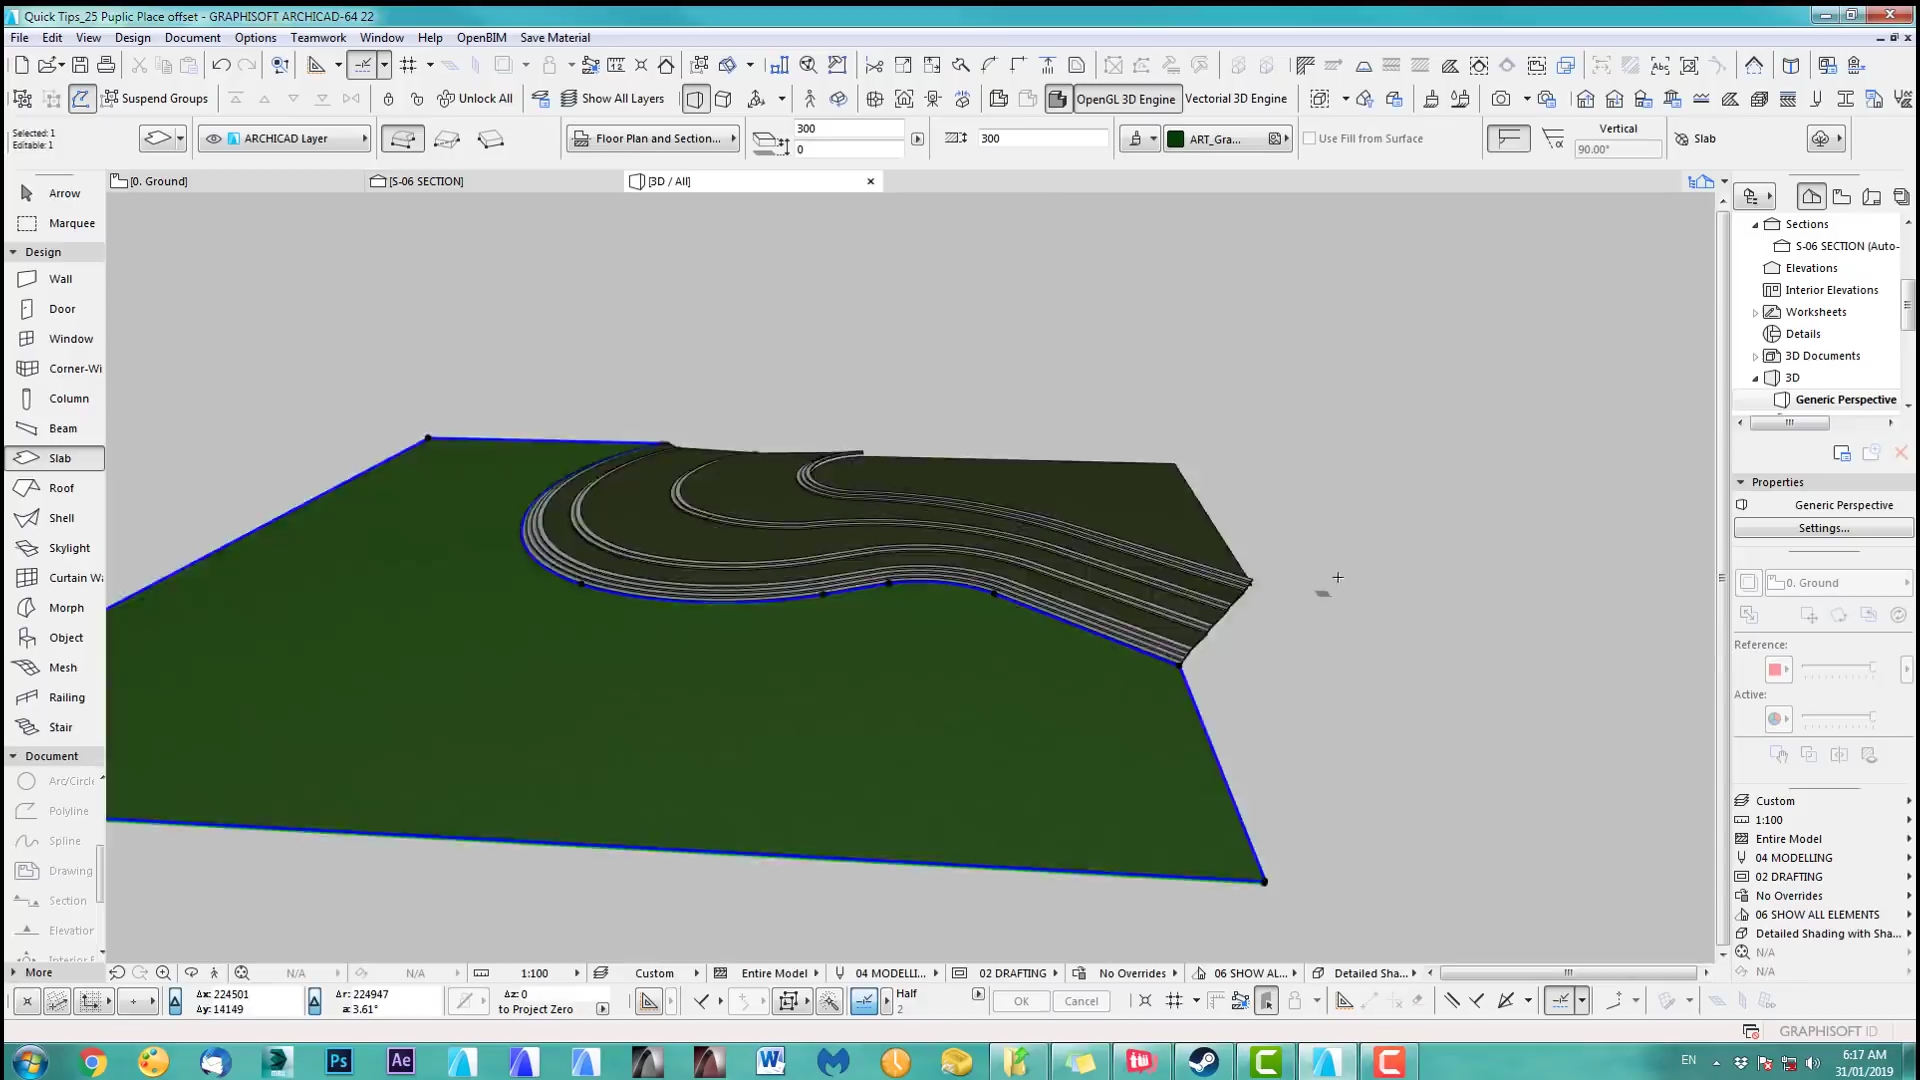 Quick Tips_25 Puplic Place offset - GRAPHISOFT ARCHICAD-64 22
File Edit View Design Document Options Teamwork Window Help OpenBIM Save Material
Suspend Groups Unlock All Show All Layers OpenGL 3D Engine Vectorial 3D Engine
Selected: 1
Editable: 1
ARCHICAD Layer
Floor Plan and Section...
300
0
300
ART_Gra...
Use Fill from Surface
Vertical
90.00°
Slab
[0. Ground]
[S-06 SECTION]
[3D / All]
Arrow
Marquee
Design
Wall
Door
Window
Corner-Wi
Column
Beam
Slab
Roof
Shell
Skylight
Curtain Wa
Morph
Object
Mesh
Railing
Stair
Document
Arc/Circle
Polyline
Spline
Drawing
Section
Elevation
More
Sections
S-06 SECTION (Auto-
Elevations
Interior Elevations
Worksheets
Details
3D Documents
3D
Generic Perspective
Properties
Generic Perspective
Settings...
0. Ground
Reference:
Active:
Custom
1:100
Entire Model
04 MODELLING
02 DRAFTING
No Overrides
06 SHOW ALL ELEMENTS
Detailed Shading with Sha...
N/A
N/A
N/A N/A 1:100 Custom Entire Model 04 MODELLI... 02 DRAFTING No Overrides 06 SHOW AL... Detailed Sha...
Δx: 224501
Δy: 14149
Δr: 224947
a: 3.61°
Δz: 0
to Project Zero
Half
2
OK
Cancel
GRAPHISOFT ID
Ps
Ae
EN
6:17 AM
31/01/2019